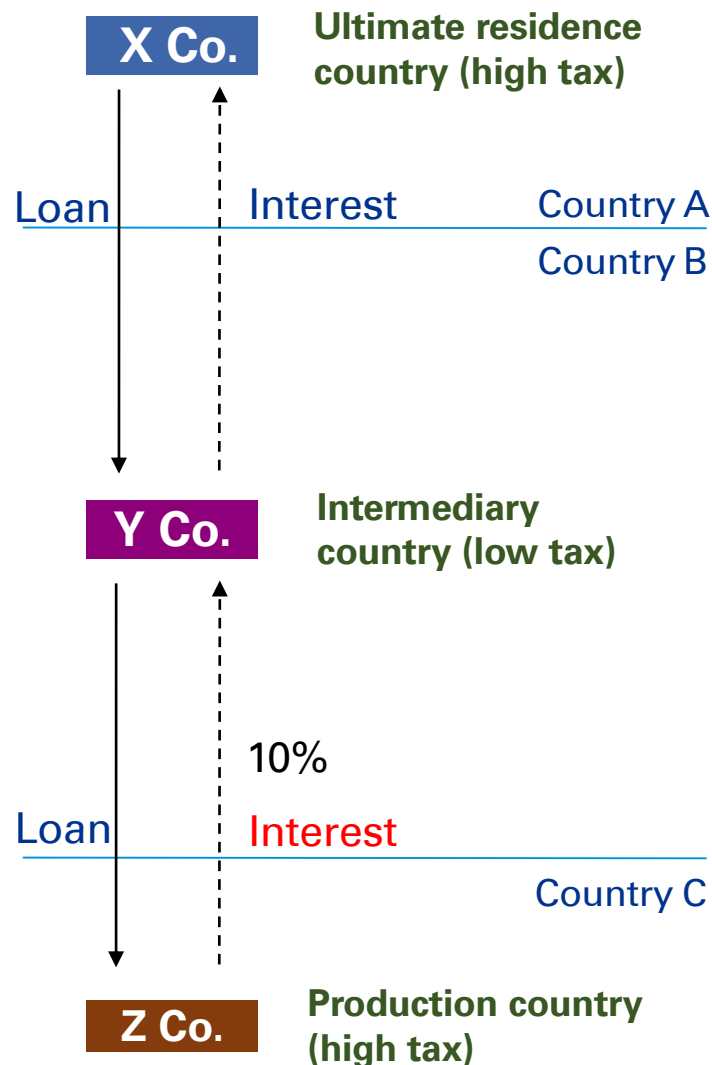 X Co.
Ultimate residence
country (high tax)
Loan
Interest
Country A
Country B
Y Co.
Intermediary
country (low tax)
10%
Loan
Interest
Country C
Z Co.
Production country
(high tax)